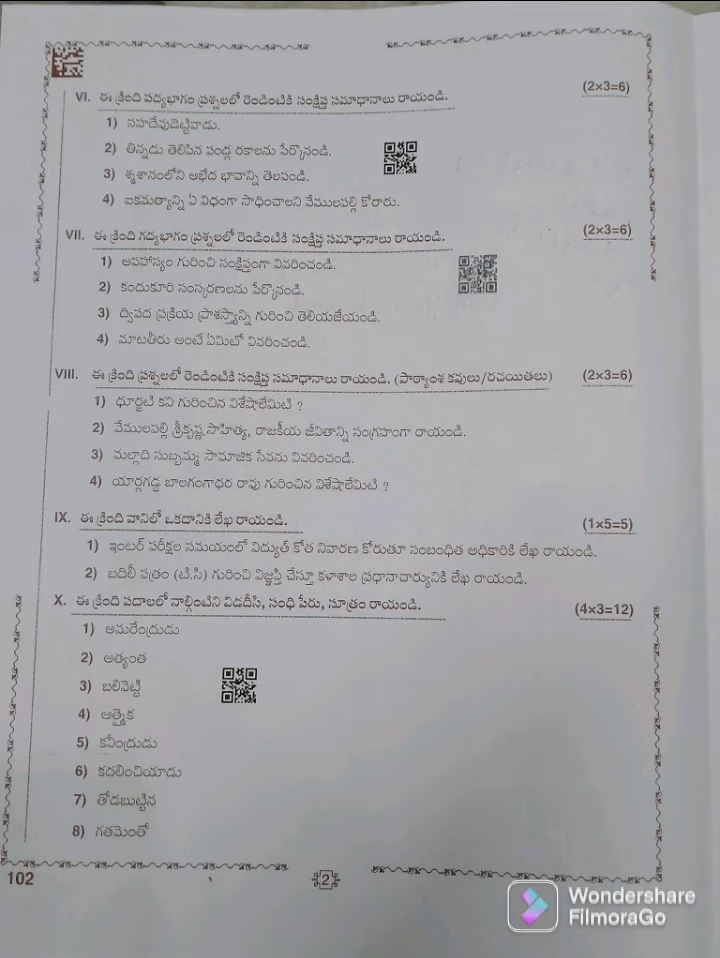 VI. ఈ క్రింది పద్యభాగం ప్రశ్నలలో రెండింటికి సంక్షిప్త సమాధానాలు రాయండి. (2×3=6)
1) సహదేవుడెట్టివాడు.
2) తిన్నడు తెలిపిన పండ్ల రకాలను పేర్కొనండి.
3) శ్మశానంలోని అభేద భావాన్ని తెలపండి.
4) ఐకమత్యాన్ని ఏ విధంగా సాధించాలని వేములపల్లి కోరారు.
VII. ఈ క్రింది గద్యభాగం ప్రశ్నలలో రెండింటికి సంక్షిప్త సమాధానాలు రాయండి. (2×3=6)
1) అపహాస్యం గురించి సంక్షిప్తంగా వివరించండి.
2) కందుకూరి సంస్కరణలను పేర్కొనండి.
3) ద్విపద ప్రక్రియ ప్రాశస్త్యాన్ని గురించి తెలియజేయండి.
4) మాటతీరు అంటే ఏమిటో వివరించండి.
VIII. ఈ క్రింది ప్రశ్నలలో రెండింటికి సంక్షిప్త సమాధానాలు రాయండి. (పాఠ్యాంశ కవులు/రచయితలు) (2×3=6)
1) ధూర్జటి కవి గురించిన విశేషాలేమిటి ?
2) వేములపల్లి శ్రీకృష్ణ సాహిత్య, రాజకీయ జీవితాన్ని సంగ్రహంగా రాయండి.
3) మల్లాది సుబ్బమ్మ సామాజిక సేవను వివరించండి.
4) యార్లగడ్డ బాలగంగాధర రావు గురించిన విశేషాలేమిటి ?
IX. ఈ క్రింది వానిలో ఒకదానికి లేఖ రాయండి. (1×5=5)
1) ఇంటర్ పరీక్షల సమయంలో విద్యుత్ కోత నివారణ కోరుతూ సంబంధిత అధికారికి లేఖ రాయండి.
2) బదిలీ పత్రం (టి.సి) గురించి విజ్ఞప్తి చేస్తూ కళాశాల ప్రధానాచార్యునికి లేఖ రాయండి.
X. ఈ క్రింది పదాలలో నాల్గింటిని విడదీసి, సంధి పేరు, సూత్రం రాయండి. (4×3=12)
1) అమరేంద్రుడు
2) అత్యంత
3) బలివెట్టి
4) ఆత్మైక
5) కవీంద్రుడు
6) కదలించియాడు
7) తోడబుట్టిన
8) గతమెంతో
102
2
Wondershare
FilmoraGo